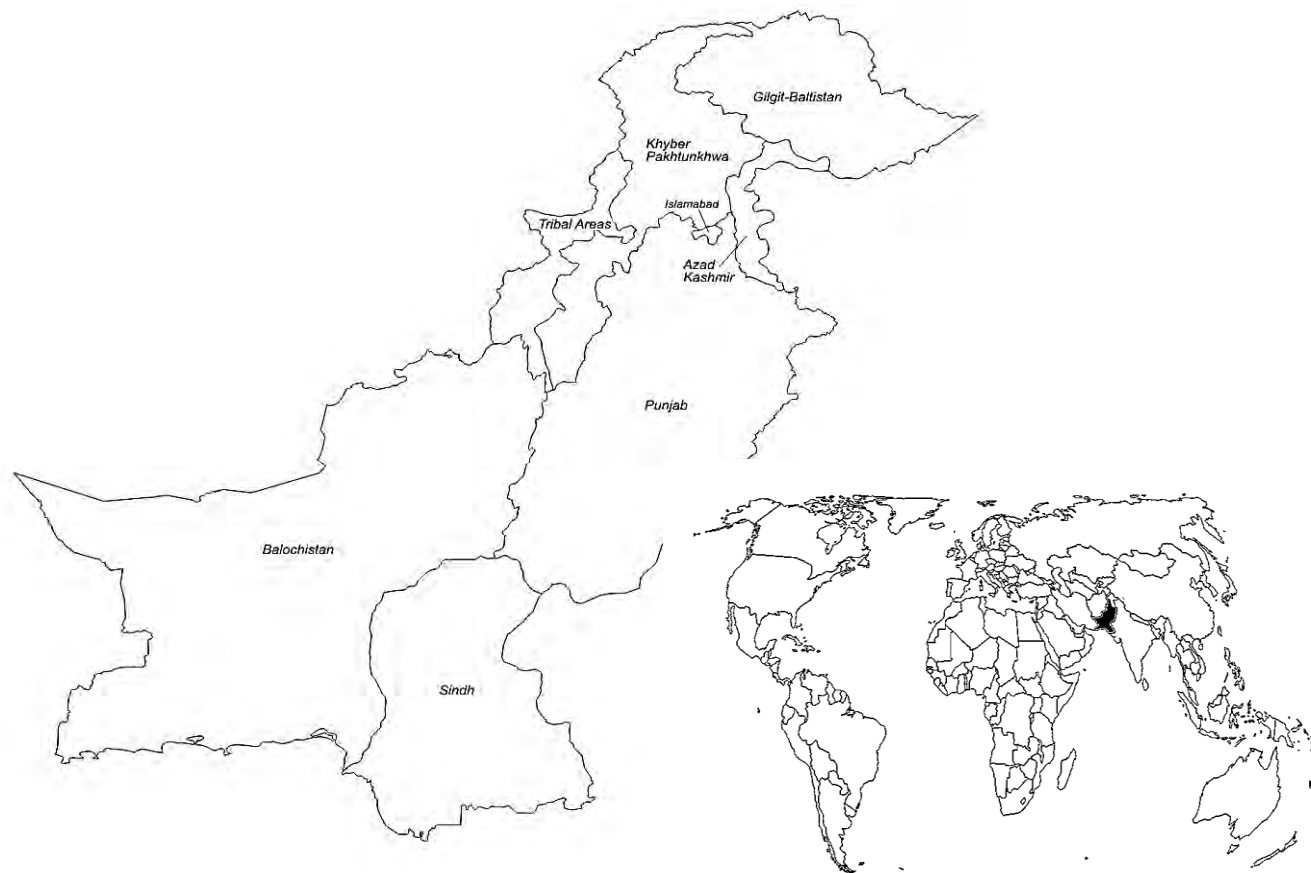 Gilgit-Baltistan
Khyber
Pakhtunkhwa
Islamabad
Tribal Areas
Azad
Kashmir
Punjab
Balochistan
Sindh